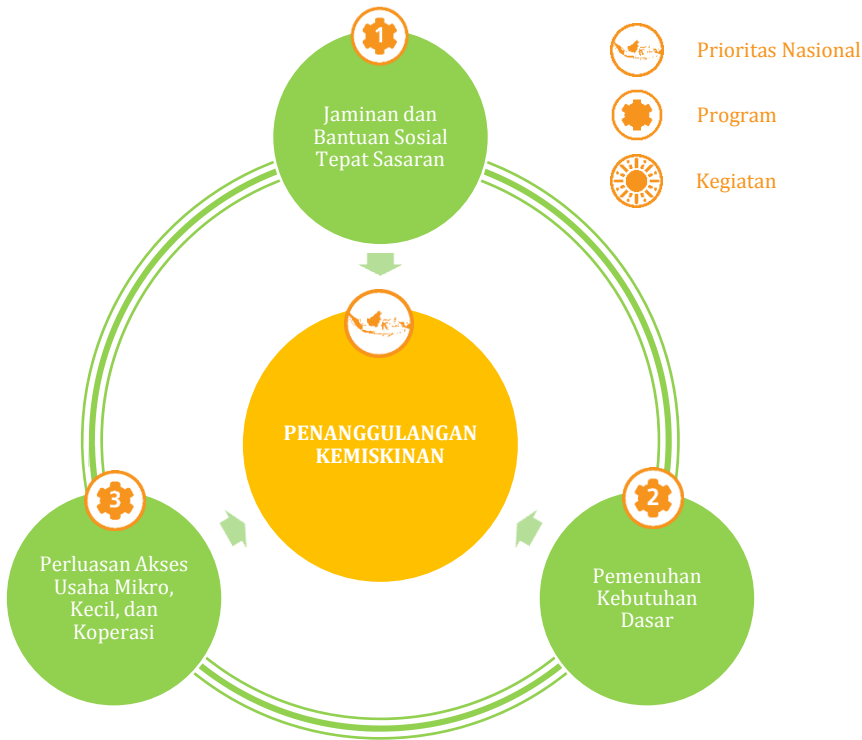 1
Jaminan dan
Bantuan Sosial
Tepat Sasaran
Prioritas Nasional
Program
Kegiatan
PENANGGULANGAN
KEMISKINAN
3
Perluasan Akses
Usaha Mikro,
Kecil, dan
Koperasi
2
Pemenuhan
Kebutuhan
Dasar